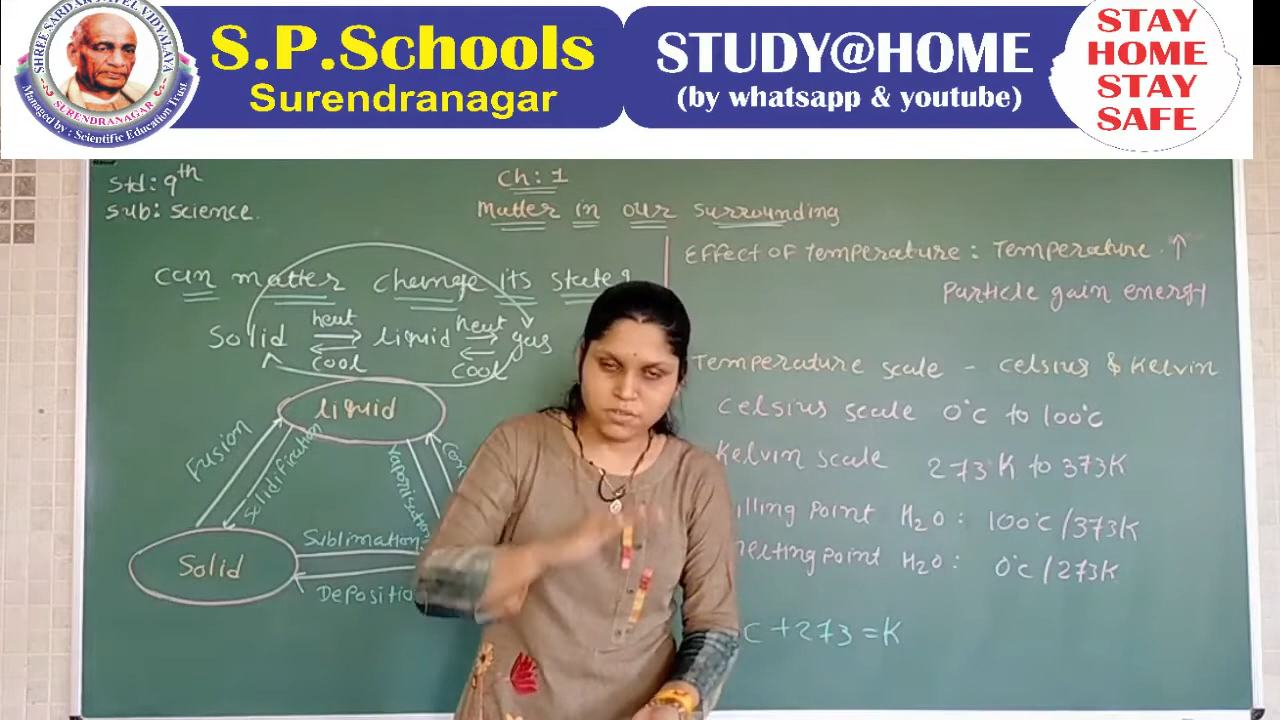 SHREE SARDAR PATEL VIDYALAYA
SURENDRANAGAR
Managed by : Scientific Education Trust
S.P.Schools
Surendranagar
STUDY@HOME
(by whatsapp & youtube)
STAY
HOME
STAY
SAFE
Std: 9th
Sub: Science.
Ch: 1
Matter in our surrounding
can matter change its state?
Solid heat cool liquid heat cool gas
liquid
Fusion
Solidification
Vaporisation
Con
Solid
Sublimation
Depositio
Effect of Temperature : Temperature ↑
Particle gain energy
Temperature scale - celsius & Kelvin
celsius scale 0°c to 100°c
Kelvin scale 273 K to 373K
illing point H2O : 100°c / 373K
melting point H2O : 0°c / 273K
c + 273 = K